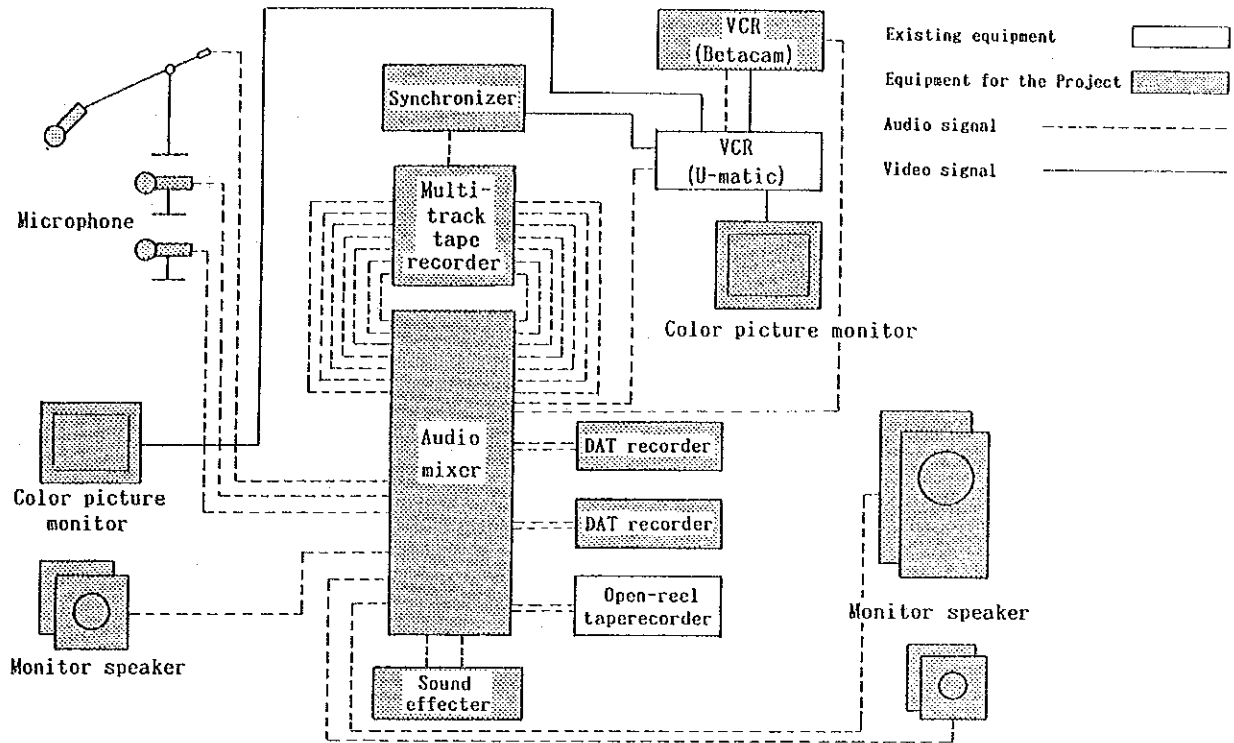 VCR
(Betacam)
Existing equipment
Equipment for the Project
Audio signal
Video signal
Synchronizer
VCR
(U-matic)
Multi-
track
tape
recorder
Microphone
Color picture monitor
Audio
mixer
DAT recorder
Color picture
monitor
DAT recorder
Open-reel
taperecorder
Monitor speaker
Monitor speaker
Sound
effecter